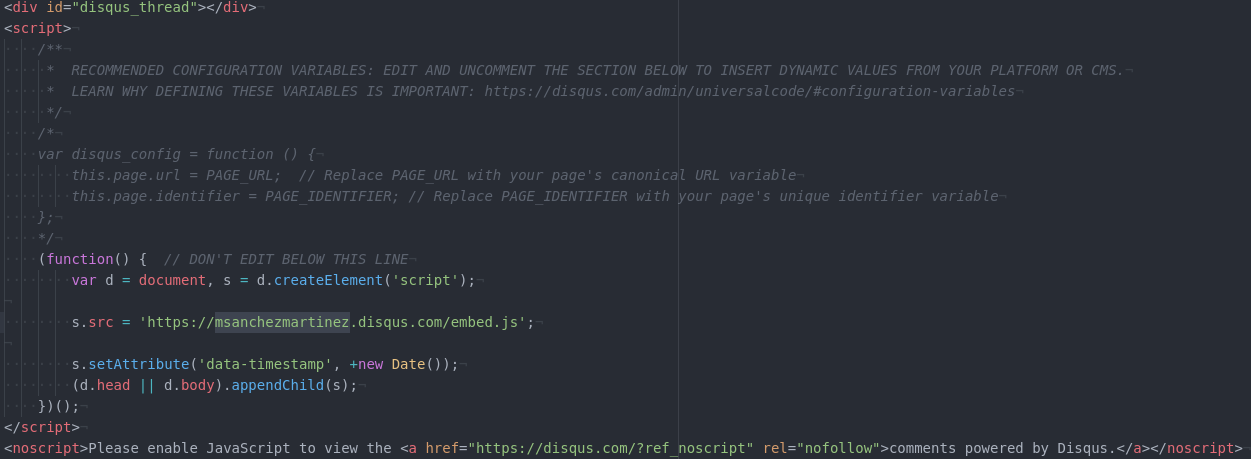 <div id="disqus_thread"></div>
<script>
    /**
     *  RECOMMENDED CONFIGURATION VARIABLES: EDIT AND UNCOMMENT THE SECTION BELOW TO INSERT DYNAMIC VALUES FROM YOUR PLATFORM OR CMS.
     *  LEARN WHY DEFINING THESE VARIABLES IS IMPORTANT: https://disqus.com/admin/universalcode/#configuration-variables
     */
    /*
    var disqus_config = function () {
        this.page.url = PAGE_URL;  // Replace PAGE_URL with your page's canonical URL variable
        this.page.identifier = PAGE_IDENTIFIER; // Replace PAGE_IDENTIFIER with your page's unique identifier variable
    };
    */
    (function() {  // DON'T EDIT BELOW THIS LINE
        var d = document, s = d.createElement('script');

        s.src = 'https://msanchezmartinez.disqus.com/embed.js';

        s.setAttribute('data-timestamp', +new Date());
        (d.head || d.body).appendChild(s);
    })();
</script>
<noscript>Please enable JavaScript to view the <a href="https://disqus.com/?ref_noscript" rel="nofollow">comments powered by Disqus.</a></noscript>